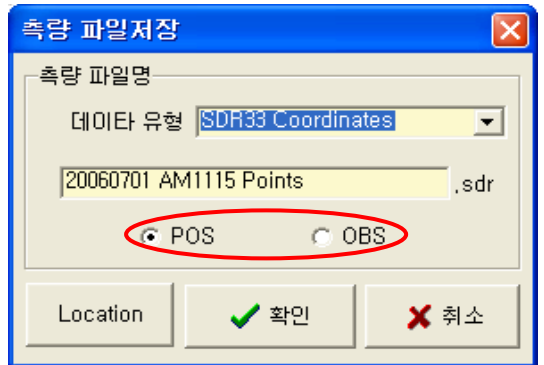 측량 파일저장
측량 파일명
데이타 유형 SDR33 Coordinates
20060701 AM1115 Points .sdr
POS OBS
Location 확인 취소